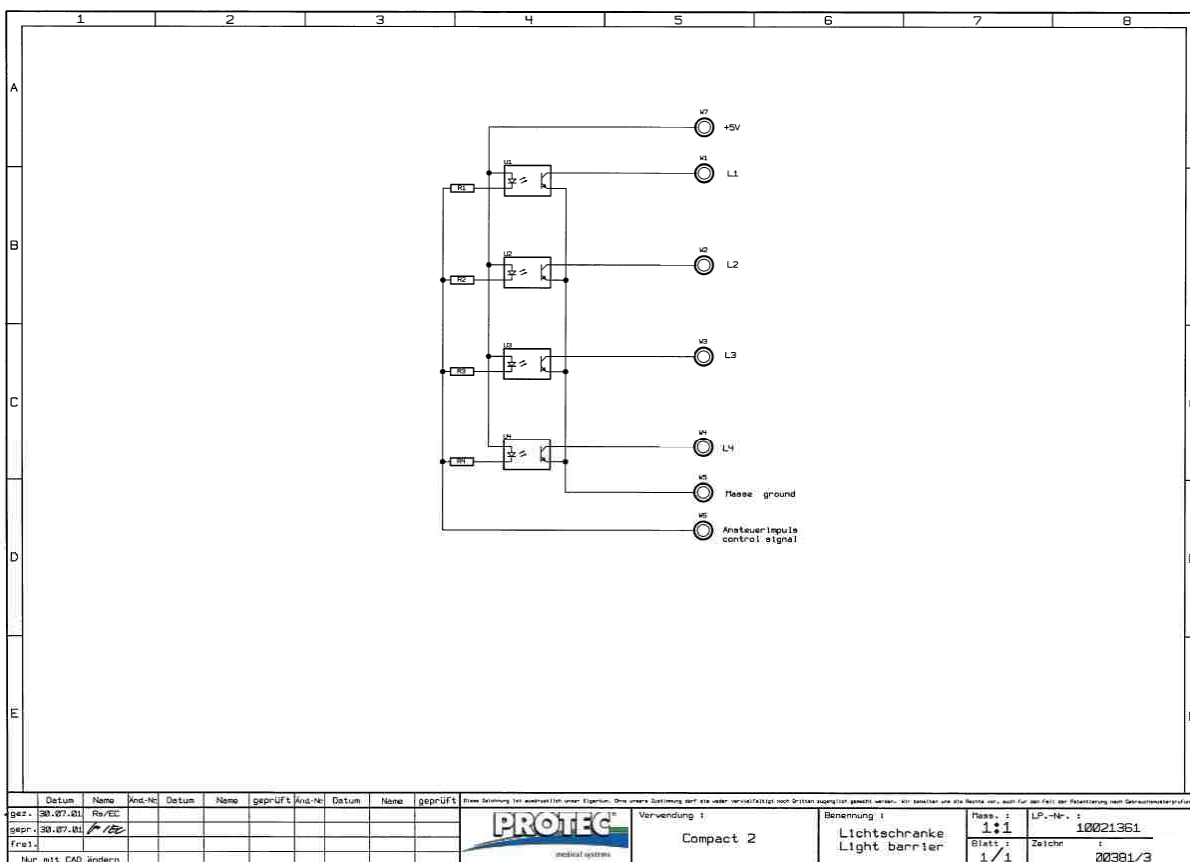 1 2 3 4 5 6 7 8
A
B
C
D
E
W7
+5V
W1
L1
U1
R1
W2
L2
U2
R2
W3
L3
U3
R3
W4
L4
U4
R4
W5
Masse ground
W6
Ansteuerimpuls
control signal
Datum Name Änd.-Nr. Datum Name geprüft Änd.-Nr. Datum Name geprüft
gez. 30.07.01 Rs/EC
gepr. 30.07.01
frei.
Nur mit CAD ändern
PROTEC®
medical systems
Verwendung :
Compact 2
Benennung :
Lichtschranke
Light barrier
Mass. :
1:1
Blatt :
1/1
LP.-Nr. :
10021361
Zeichn :
00381/3